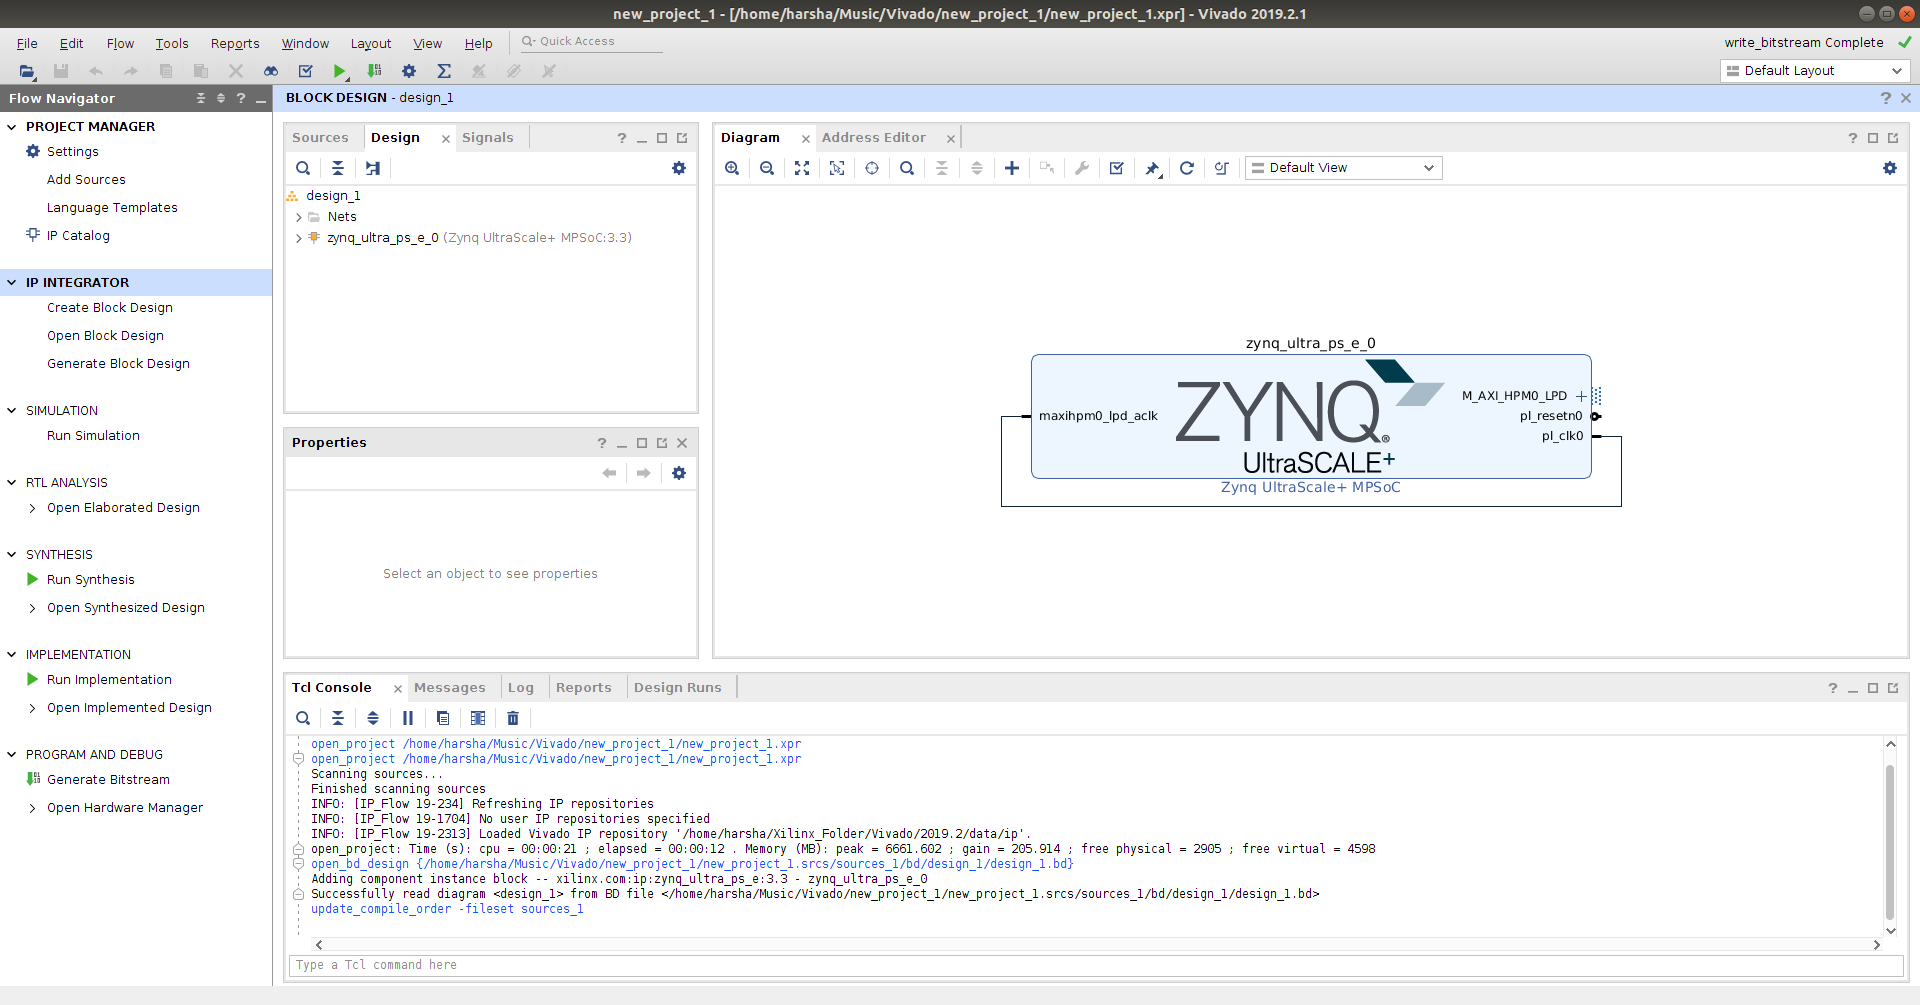 new_project_1 - [/home/harsha/Music/Vivado/new_project_1/new_project_1.xpr] - Vivado 2019.2.1
File Edit Flow Tools Reports Window Layout View Help Quick Access
write_bitstream Complete
Default Layout
Flow Navigator
PROJECT MANAGER
Settings
Add Sources
Language Templates
IP Catalog
IP INTEGRATOR
Create Block Design
Open Block Design
Generate Block Design
SIMULATION
Run Simulation
RTL ANALYSIS
Open Elaborated Design
SYNTHESIS
Run Synthesis
Open Synthesized Design
IMPLEMENTATION
Run Implementation
Open Implemented Design
PROGRAM AND DEBUG
Generate Bitstream
Open Hardware Manager
BLOCK DESIGN - design_1
Sources Design Signals
design_1
Nets
zynq_ultra_ps_e_0 (Zynq UltraScale+ MPSoC:3.3)
Properties
Select an object to see properties
Diagram Address Editor
Default View
zynq_ultra_ps_e_0
maxihpm0_lpd_aclk
ZYNQ®
UltraSCALE+
M_AXI_HPM0_LPD
pl_resetn0
pl_clk0
Zynq UltraScale+ MPSoC
Tcl Console Messages Log Reports Design Runs
open_project /home/harsha/Music/Vivado/new_project_1/new_project_1.xpr
open_project /home/harsha/Music/Vivado/new_project_1/new_project_1.xpr
Scanning sources...
Finished scanning sources
INFO: [IP_Flow 19-234] Refreshing IP repositories
INFO: [IP_Flow 19-1704] No user IP repositories specified
INFO: [IP_Flow 19-2313] Loaded Vivado IP repository '/home/harsha/Xilinx_Folder/Vivado/2019.2/data/ip'.
open_project: Time (s): cpu = 00:00:21 ; elapsed = 00:00:12 . Memory (MB): peak = 6661.602 ; gain = 205.914 ; free physical = 2905 ; free virtual = 4598
open_bd_design {/home/harsha/Music/Vivado/new_project_1/new_project_1.srcs/sources_1/bd/design_1/design_1.bd}
Adding component instance block -- xilinx.com:ip:zynq_ultra_ps_e:3.3 - zynq_ultra_ps_e_0
Successfully read diagram <design_1> from BD file </home/harsha/Music/Vivado/new_project_1/new_project_1.srcs/sources_1/bd/design_1/design_1.bd>
update_compile_order -fileset sources_1
Type a Tcl command here